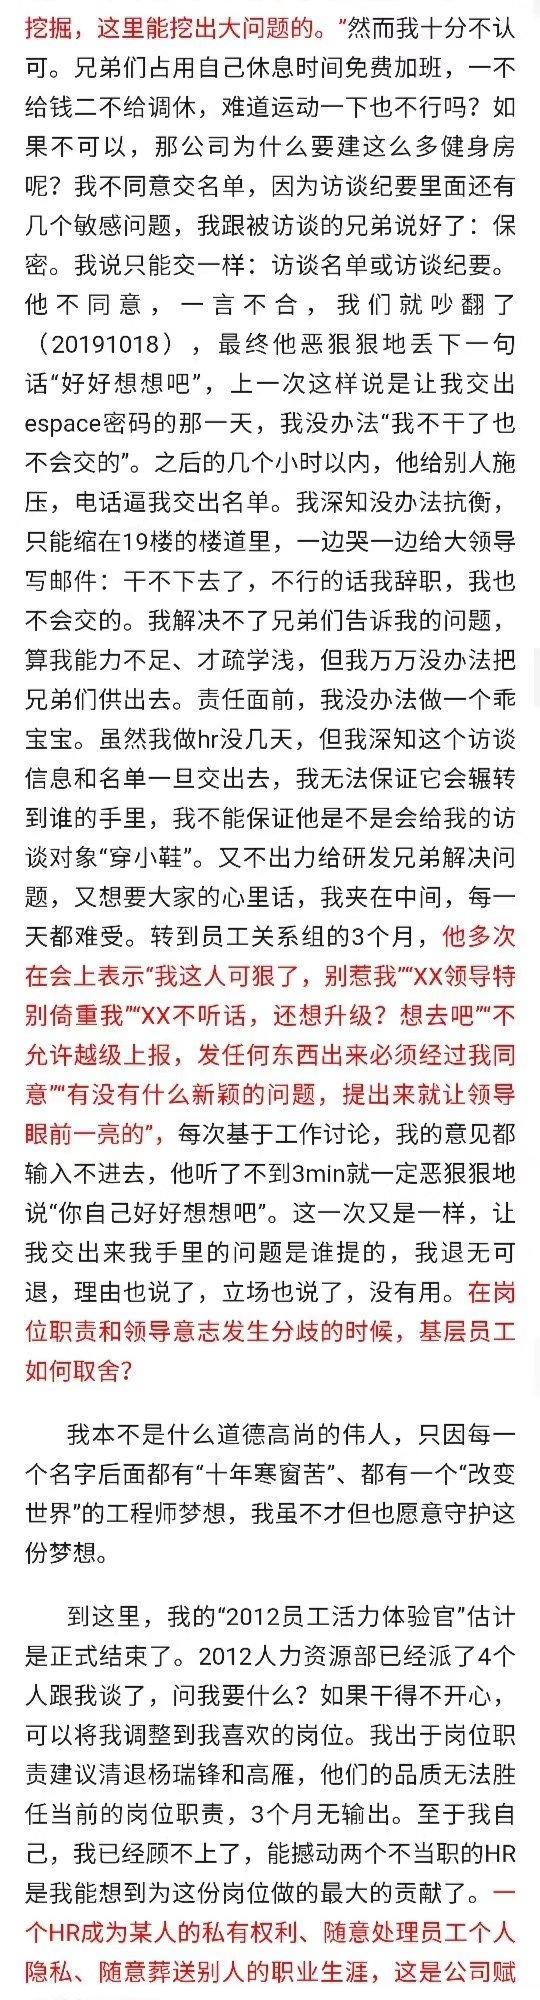 挖掘，这里能挖出大问题的。”然而我十分不认
可。兄弟们占用自己休息时间免费加班，一不
给钱二不给调休，难道运动一下也不行吗？如
果不可以，那公司为什么要建这么多健身房
呢？我不同意交名单，因为访谈纪要里面还有
几个敏感问题，我跟被访谈的兄弟说好了：保
密。我说只能交一样：访谈名单或访谈纪要。
他不同意，一言不合，我们就吵翻了
（20191018），最终他恶狠狠地丢下一句
话“好好想想吧”，上一次这样说是让我交出
espace密码的那一天，我没办法“我不干了也
不会交的”。之后的几个小时以内，他给别人施
压，电话逼我交出名单。我深知没办法抗衡，
只能缩在19楼的楼道里，一边哭一边给大领导
写邮件：干不下去了，不行的话我辞职，我也
不会交的。我解决不了兄弟们告诉我的问题，
算我能力不足、才疏学浅，但我万万没办法把
兄弟们供出去。责任面前，我没办法做一个乖
宝宝。虽然我做hr没几天，但我深知这个访谈
信息和名单一旦交出去，我无法保证它会辗转
到谁的手里，我不能保证他是不是会给我的访
谈对象“穿小鞋”。又不出力给研发兄弟解决问
题，又想要大家的心里话，我夹在中间，每一
天都难受。转到员工关系组的3个月，他多次
在会上表示“我这人可狠了，别惹我”“XX领导特
别倚重我”“XX不听话，还想升级？想去吧”“不
允许越级上报，发任何东西出来必须经过我同
意”“有没有什么新颖的问题，提出来就让领导
眼前一亮的”，每次基于工作讨论，我的意见都
输入不进去，他听了不到3min就一定恶狠狠地
说“你自己好好想想吧”。这一次又是一样，让
我交出来我手里的问题是谁提的，我退无可
退，理由也说了，立场也说了，没有用。在岗
位职责和领导意志发生分歧的时候，基层员工
如何取舍？
我本不是什么道德高尚的伟人，只因每一
个名字后面都有“十年寒窗苦”、都有一个“改变
世界”的工程师梦想，我虽不才但也愿意守护这
份梦想。
到这里，我的“2012员工活力体验官”估计
是正式结束了。2012人力资源部已经派了4个
人跟我谈了，问我要什么？如果干得不开心，
可以将我调整到我喜欢的岗位。我出于岗位职
责建议清退杨瑞锋和高雁，他们的品质无法胜
任当前的岗位职责，3个月无输出。至于我自
己，我已经顾不上了，能撼动两个不当职的HR
是我能想到为这份岗位做的最大的贡献了。一
个HR成为某人的私有权利、随意处理员工个人
隐私、随意葬送别人的职业生涯，这是公司赋